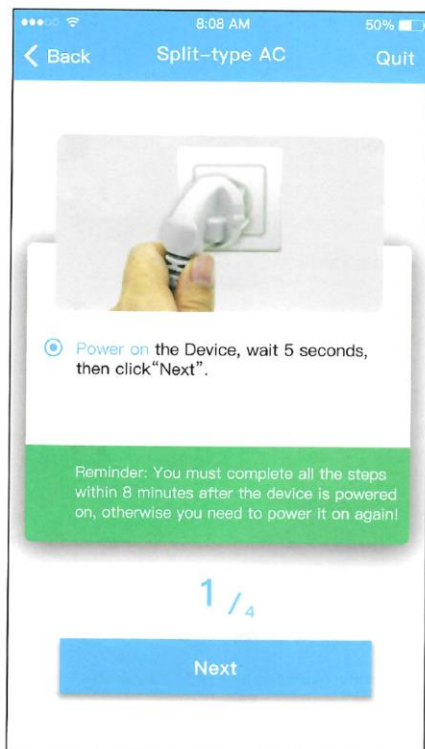 8:08 AM
50%
Back
Split-type AC
Quit
Power on the Device, wait 5 seconds,
then click“Next”.
Reminder: You must complete all the steps
within 8 minutes after the device is powered
on, otherwise you need to power it on again!
1 / 4
Next